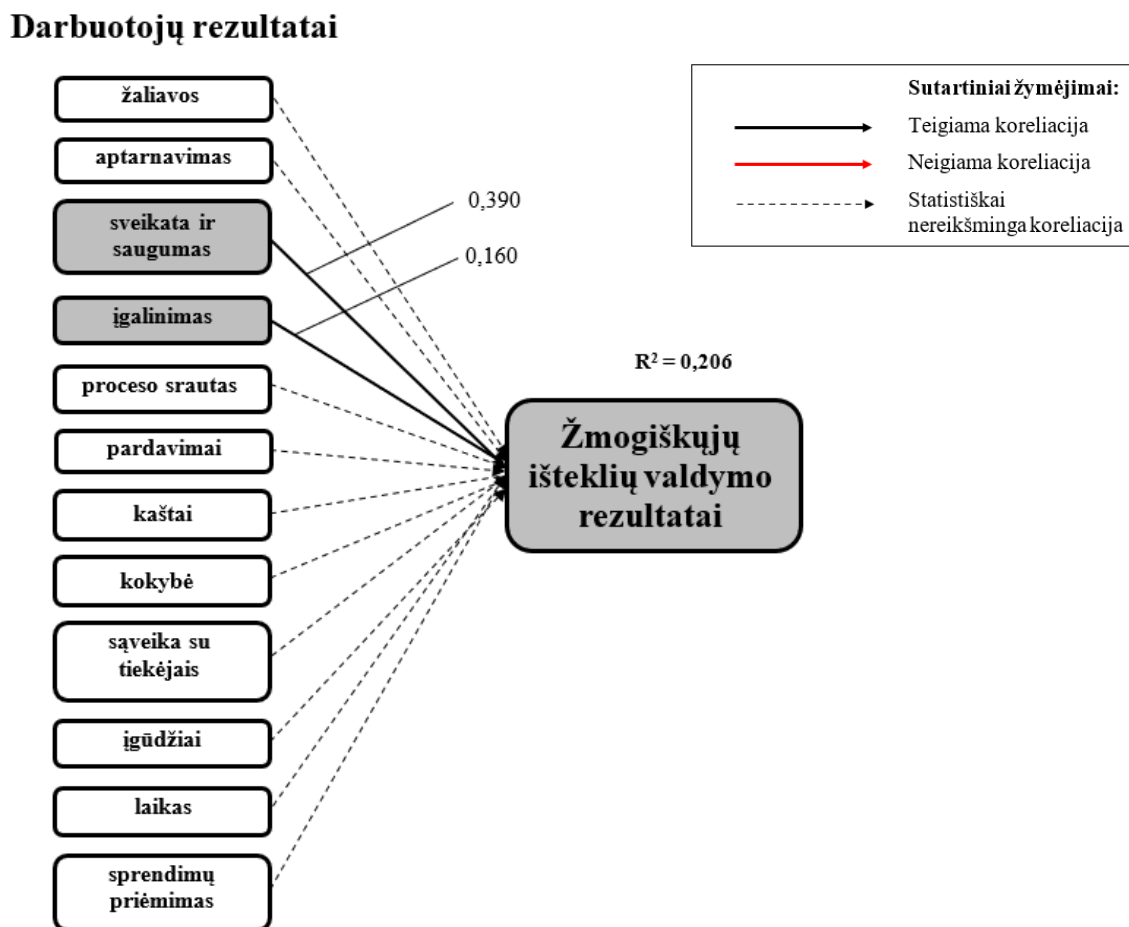 Darbuotojų rezultatai
žaliavos
aptarnavimas
sveikata ir
saugumas
įgalinimas
proceso srautas
pardavimai
kaštai
kokybė
sąveika su
tiekėjais
įgūdžiai
laikas
sprendimų
priėmimas
0,390
0,160
R² = 0,206
Žmogiškųjų
išteklių valdymo
rezultatai
Sutartiniai žymėjimai:
Teigiama koreliacija
Neigiama koreliacija
Statistiškai
nereikšminga koreliacija